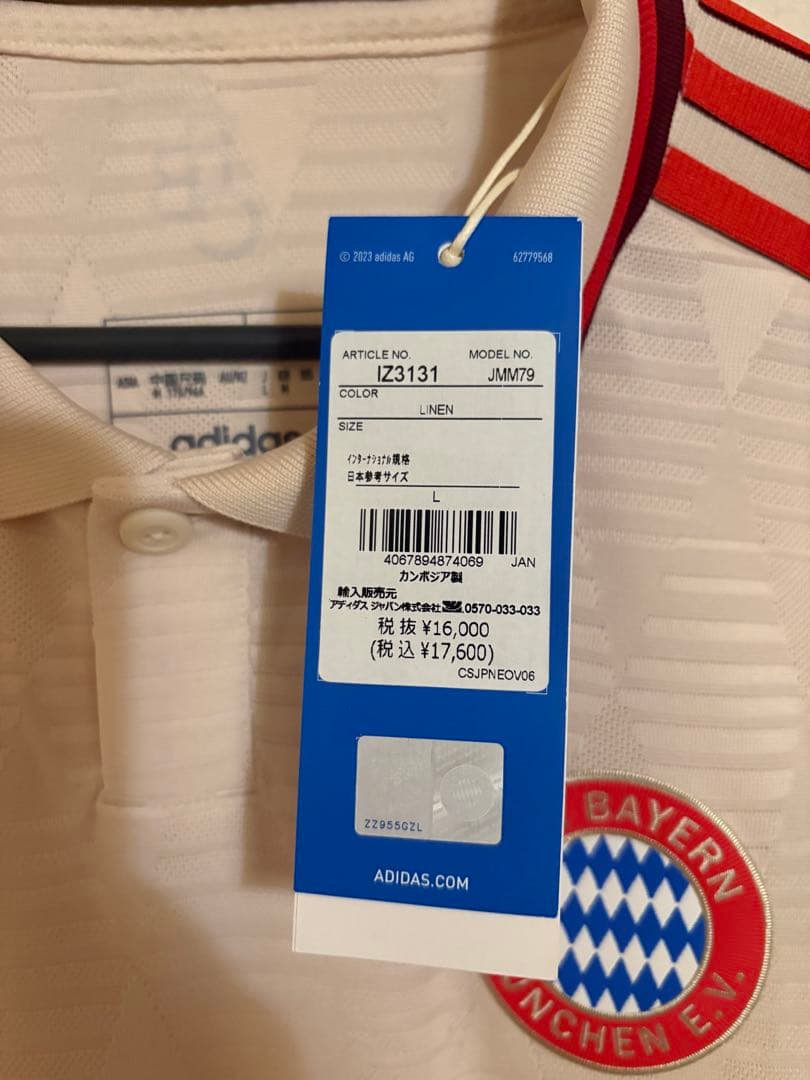 © 2023 adidas AG 62779568
ARTICLE NO. MODEL NO.
IZ3131 JMM79
COLOR
LINEN
SIZE
インターナショナル規格
日本参考サイズ
L
4067894874069 JAN
カンボジア製
輸入販売元
アディダス ジャパン株式会社 0570-033-033
税抜 ¥16,000
(税込 ¥17,600)
CSJPNEOV06
ZZ955GZL
ADIDAS.COM
adidas
BAYERN
MÜNCHEN E.V.